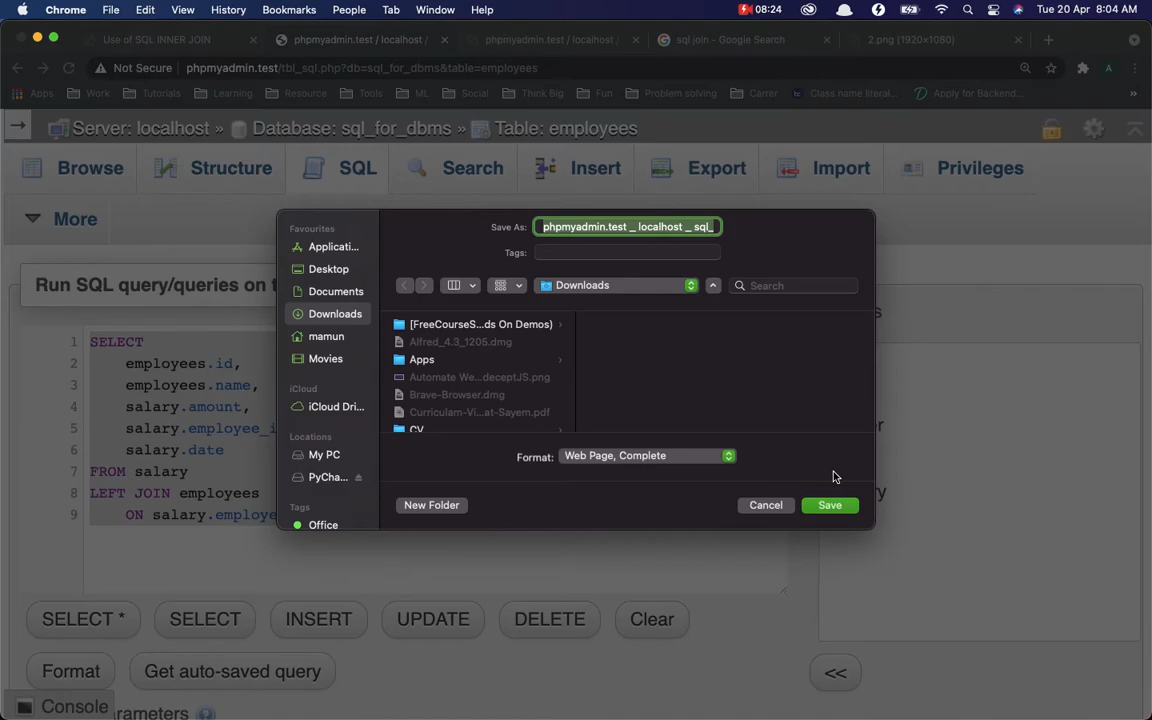 Chrome File Edit View History Bookmarks People Tab Window Help 08:24 Tue 20 Apr 8:04 AM
Use of SQL INNER JOIN phpmyadmin.test / localhost / phpmyadmin.test / localhost / sql join - Google Search 2.png (1920×1080)
Not Secure phpmyadmin.test/tbl_sql.php?db=sql_for_dbms&table=employees A
Apps Work Tutorials Learning Resource Tools ML Social Think Big Fun Problem solving Carrer Class name literal... Apply for Backend... »
Server: localhost » Database: sql_for_dbms » Table: employees
Browse Structure SQL Search Insert Export Import Privileges
More
Run SQL query/queries on t
1 SELECT
2 employees.id,
3 employees.name,
4 salary.amount,
5 salary.employee_i
6 salary.date
7 FROM salary
8 LEFT JOIN employees
9 ON salary.employe
Favourites
Applicati...
Desktop
Documents
Downloads
mamun
Movies
iCloud
iCloud Dri...
Locations
My PC
PyCha...
Tags
Office
Save As: phpmyadmin.test _ localhost _ sql_
Tags:
Downloads Search
[FreeCourseS...ds On Demos)
Alfred_4.3_1205.dmg
Apps
Automate We...deceptJS.png
Brave-Browser.dmg
Curriculam-Vi...at-Sayem.pdf
CV
Format: Web Page, Complete
New Folder Cancel Save
SELECT * SELECT INSERT UPDATE DELETE Clear
Format Get auto-saved query <<
Console